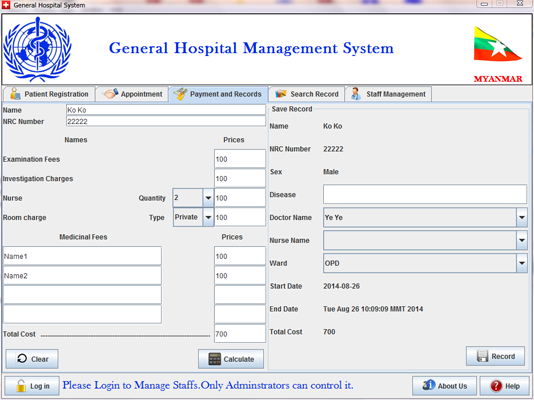 General Hospital System
General Hospital Management System
MYANMAR
Patient Registration
Appointment
Payment and Records
Search Record
Staff Management
Name
Ko Ko
NRC Number
22222
Names
Prices
Examination Fees
100
Investigation Charges
100
Nurse
Quantity
2
100
Room charge
Type
Private
100
Medicinal Fees
Prices
Name1
100
Name2
100
Total Cost
700
Clear
Calculate
Save Record
Name
Ko Ko
NRC Number
22222
Sex
Male
Disease
Doctor Name
Ye Ye
Nurse Name
Ward
OPD
Start Date
2014-08-26
End Date
Tue Aug 26 10:09:09 MMT 2014
Total Cost
700
Record
Log in
Please Login to Manage Staffs.Only Adminstrators can control it.
About Us
Help